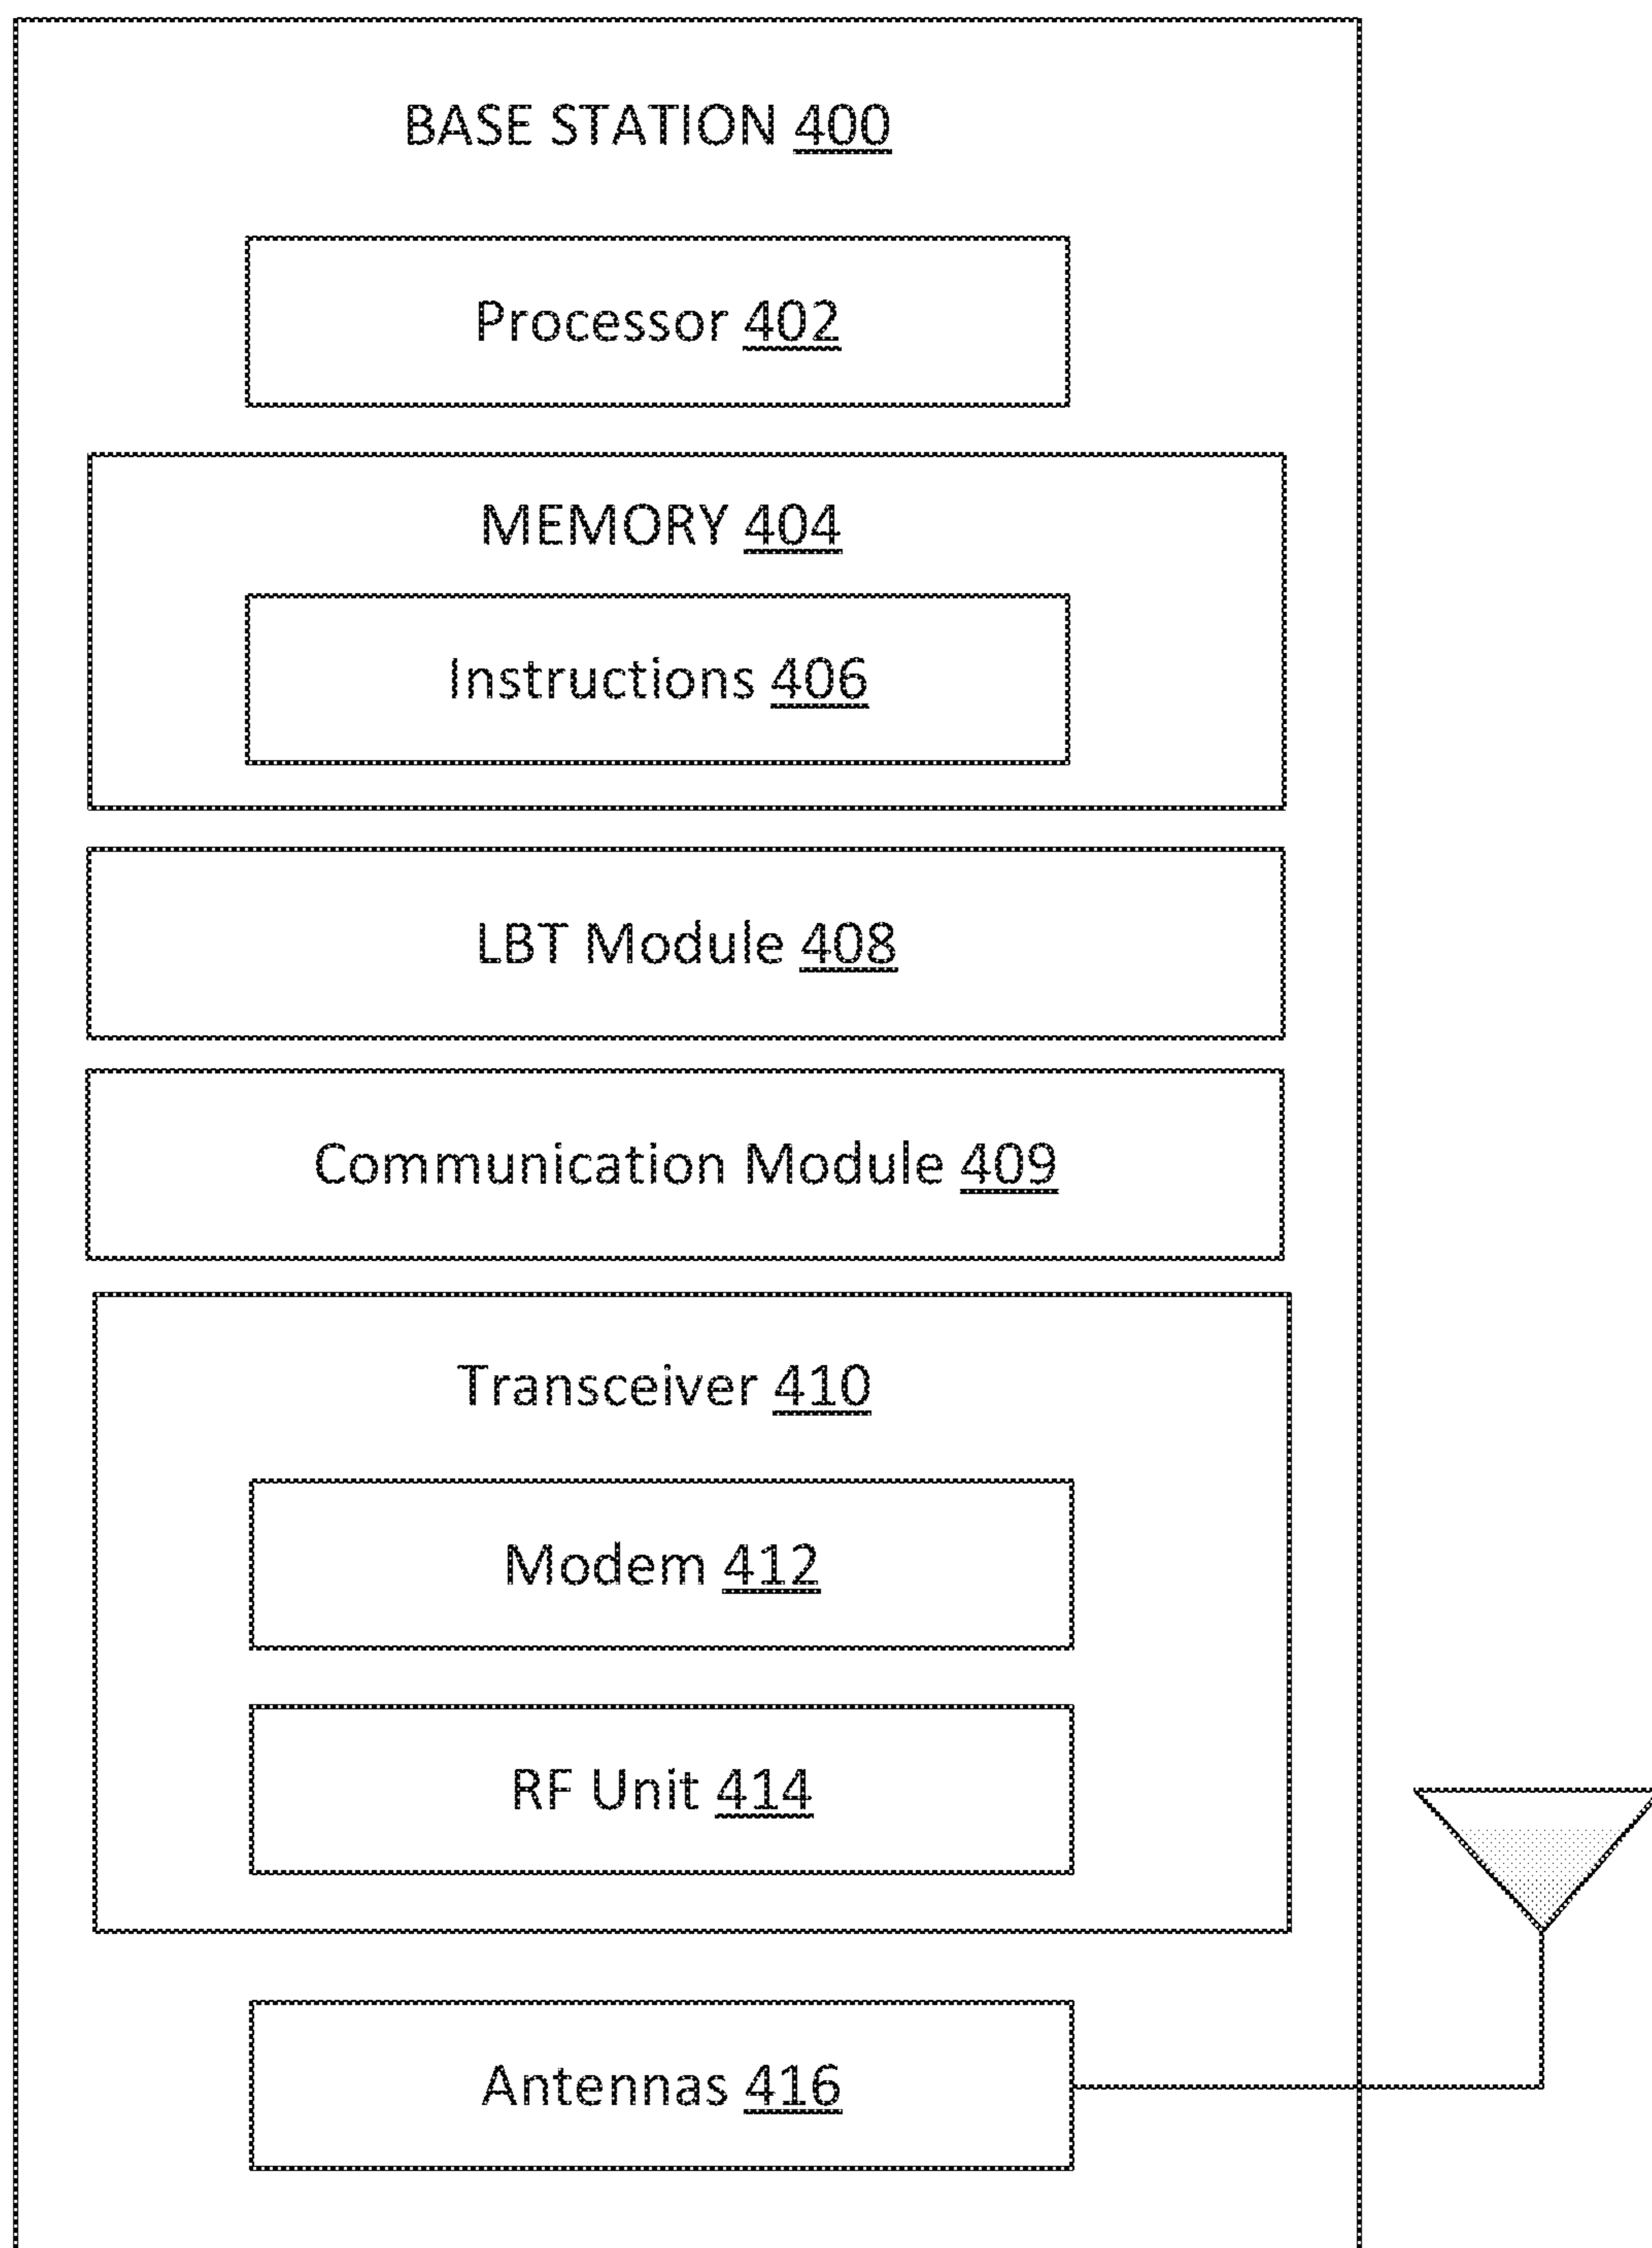 BASE STATION 400
Processor 402
MEMORY 404
Instructions 406
LBT Module 408
Communication Module 409
Transceiver 410
Modem 412
RF Unit 414
Antennas 416